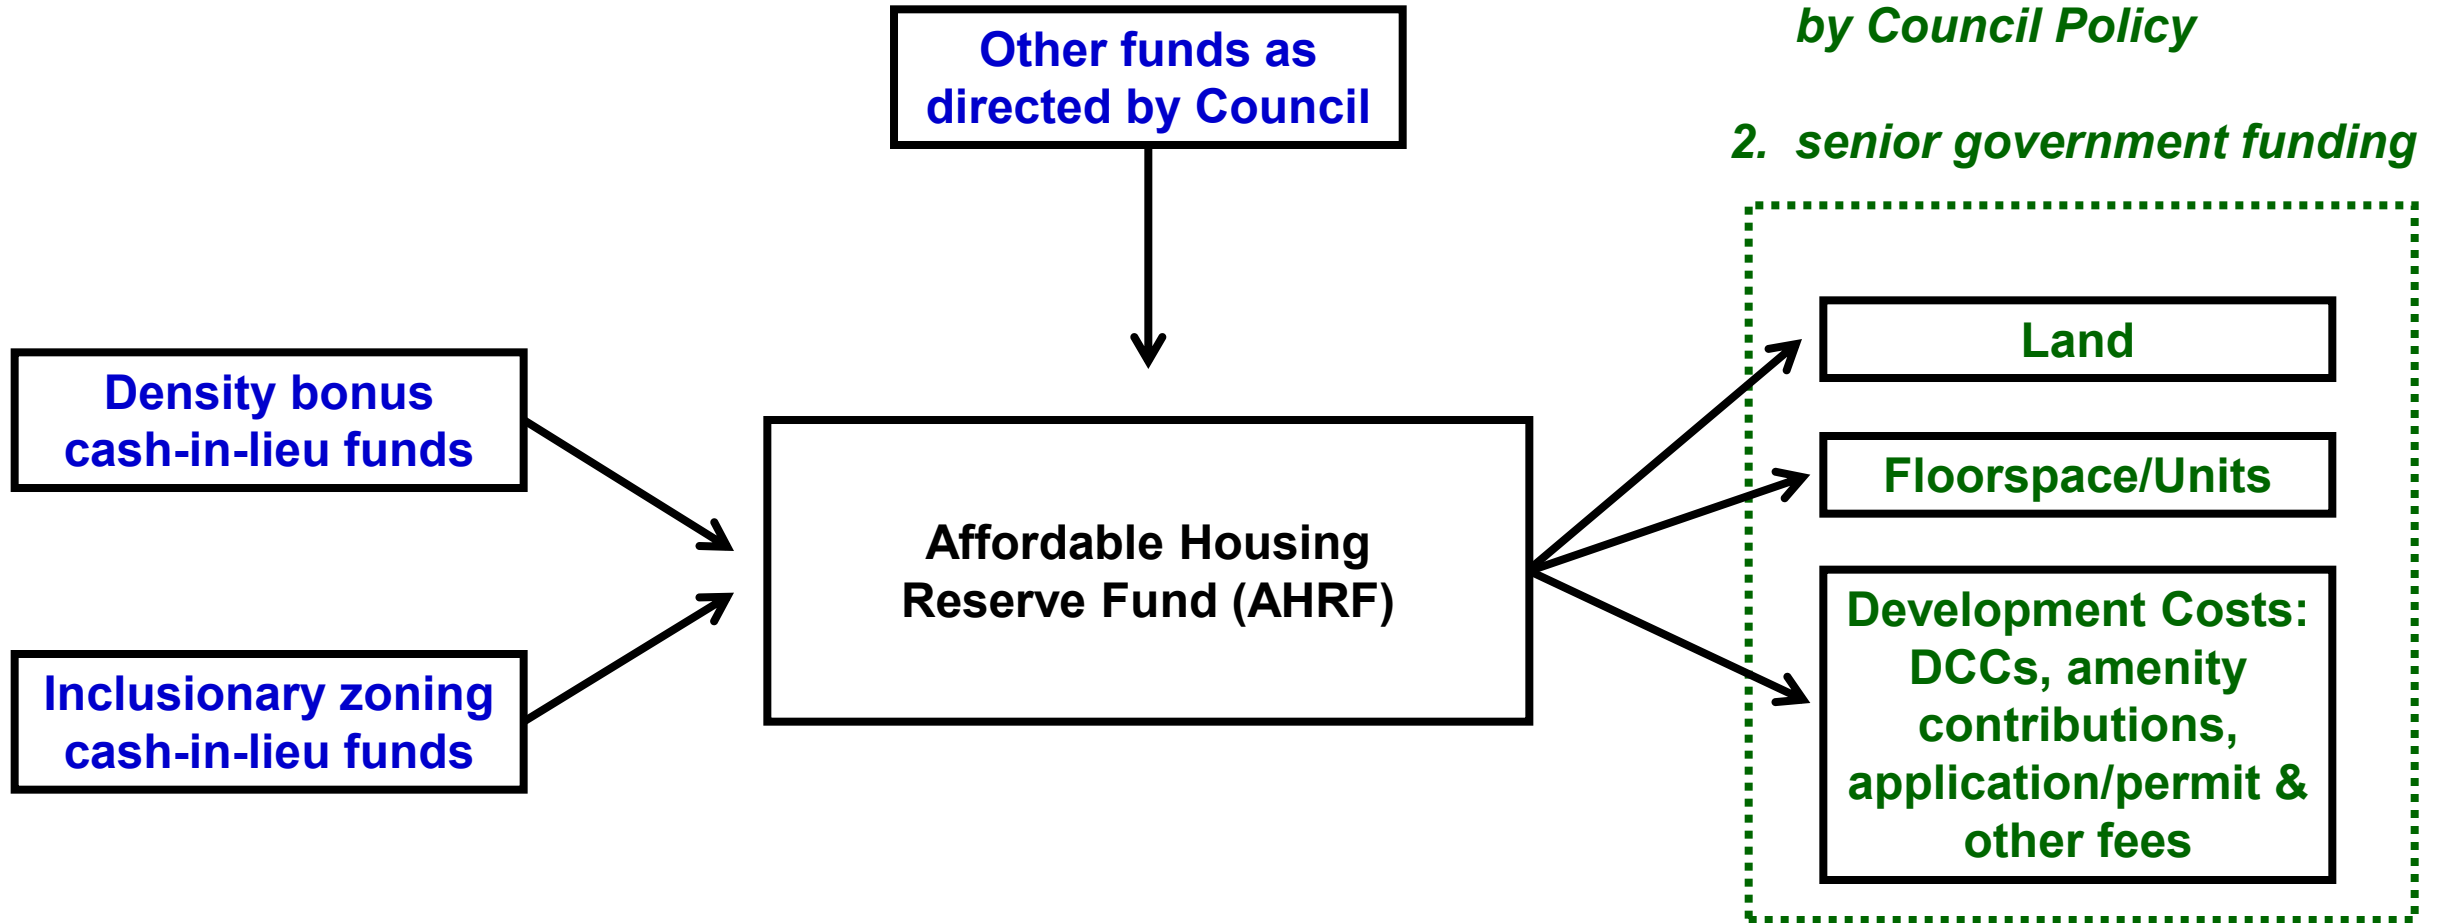 by Council Policy
2. senior government funding
Other funds as
directed by Council
Density bonus
cash-in-lieu funds
Inclusionary zoning
cash-in-lieu funds
Affordable Housing
Reserve Fund (AHRF)
Land
Floorspace/Units
Development Costs:
DCCs, amenity
contributions,
application/permit &
other fees